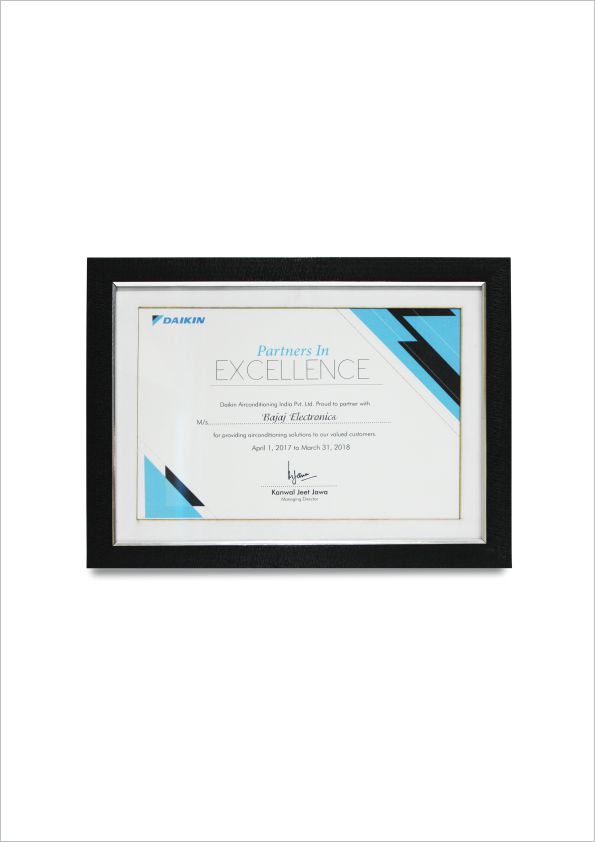 DAIKIN
Partners In
EXCELLENCE
Daikin Airconditioning India Pvt. Ltd. Proud to partner with
M/s. Bajaj Electronics
for providing airconditioning solutions to our valued customers.
April 1, 2017 to March 31, 2018
Kanwal Jeet Jawa
Managing Director